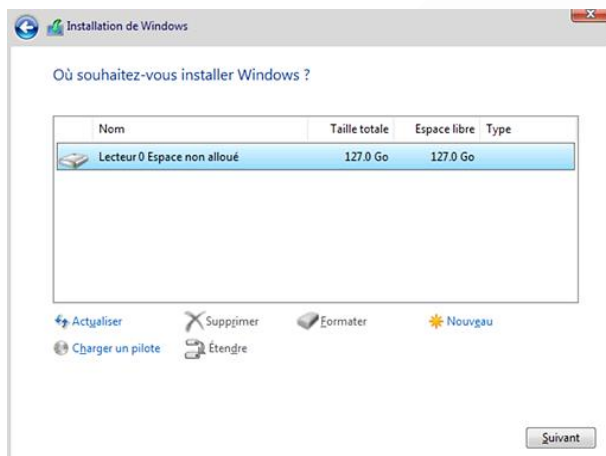 Installation de Windows
Où souhaitez-vous installer Windows ?
Nom Taille totale Espace libre Type
Lecteur 0 Espace non alloué 127.0 Go 127.0 Go
Actualiser Supprimer Formater Nouveau
Charger un pilote Étendre
Suivant